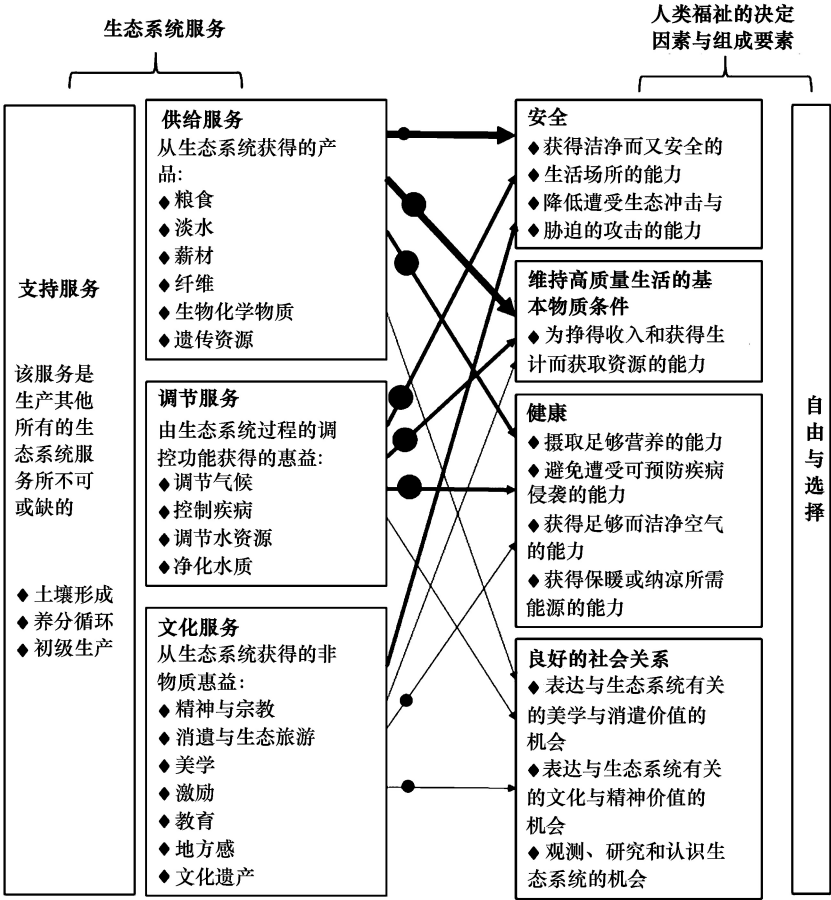 生态系统服务
人类福祉的决定
因素与组成要素
支持服务
该服务是
生产其他
所有的生
态系统服
务所不可
或缺的
◆土壤形成
◆养分循环
◆初级生产
供给服务
从生态系统获得的产
品:
◆粮食
◆淡水
◆薪材
◆纤维
◆生物化学物质
◆遗传资源
调节服务
由生态系统过程的调
控功能获得的惠益:
◆调节气候
◆控制疾病
◆调节水资源
◆净化水质
文化服务
从生态系统获得的非
物质惠益:
◆精神与宗教
◆消遣与生态旅游
◆美学
◆激励
◆教育
◆地方感
◆文化遗产
安全
◆获得洁净而又安全的
◆生活场所的能力
◆降低遭受生态冲击与
◆胁迫的攻击的能力
维持高质量生活的基
本物质条件
◆为挣得收入和获得生
计而获取资源的能力
健康
◆摄取足够营养的能力
◆避免遭受可预防疾病
侵袭的能力
◆获得足够而洁净空气
的能力
◆获得保暖或纳凉所需
能源的能力
良好的社会关系
◆表达与生态系统有关
的美学与消遣价值的
机会
◆表达与生态系统有关
的文化与精神价值的
机会
◆观测、研究和认识生
态系统的机会
自由与选择